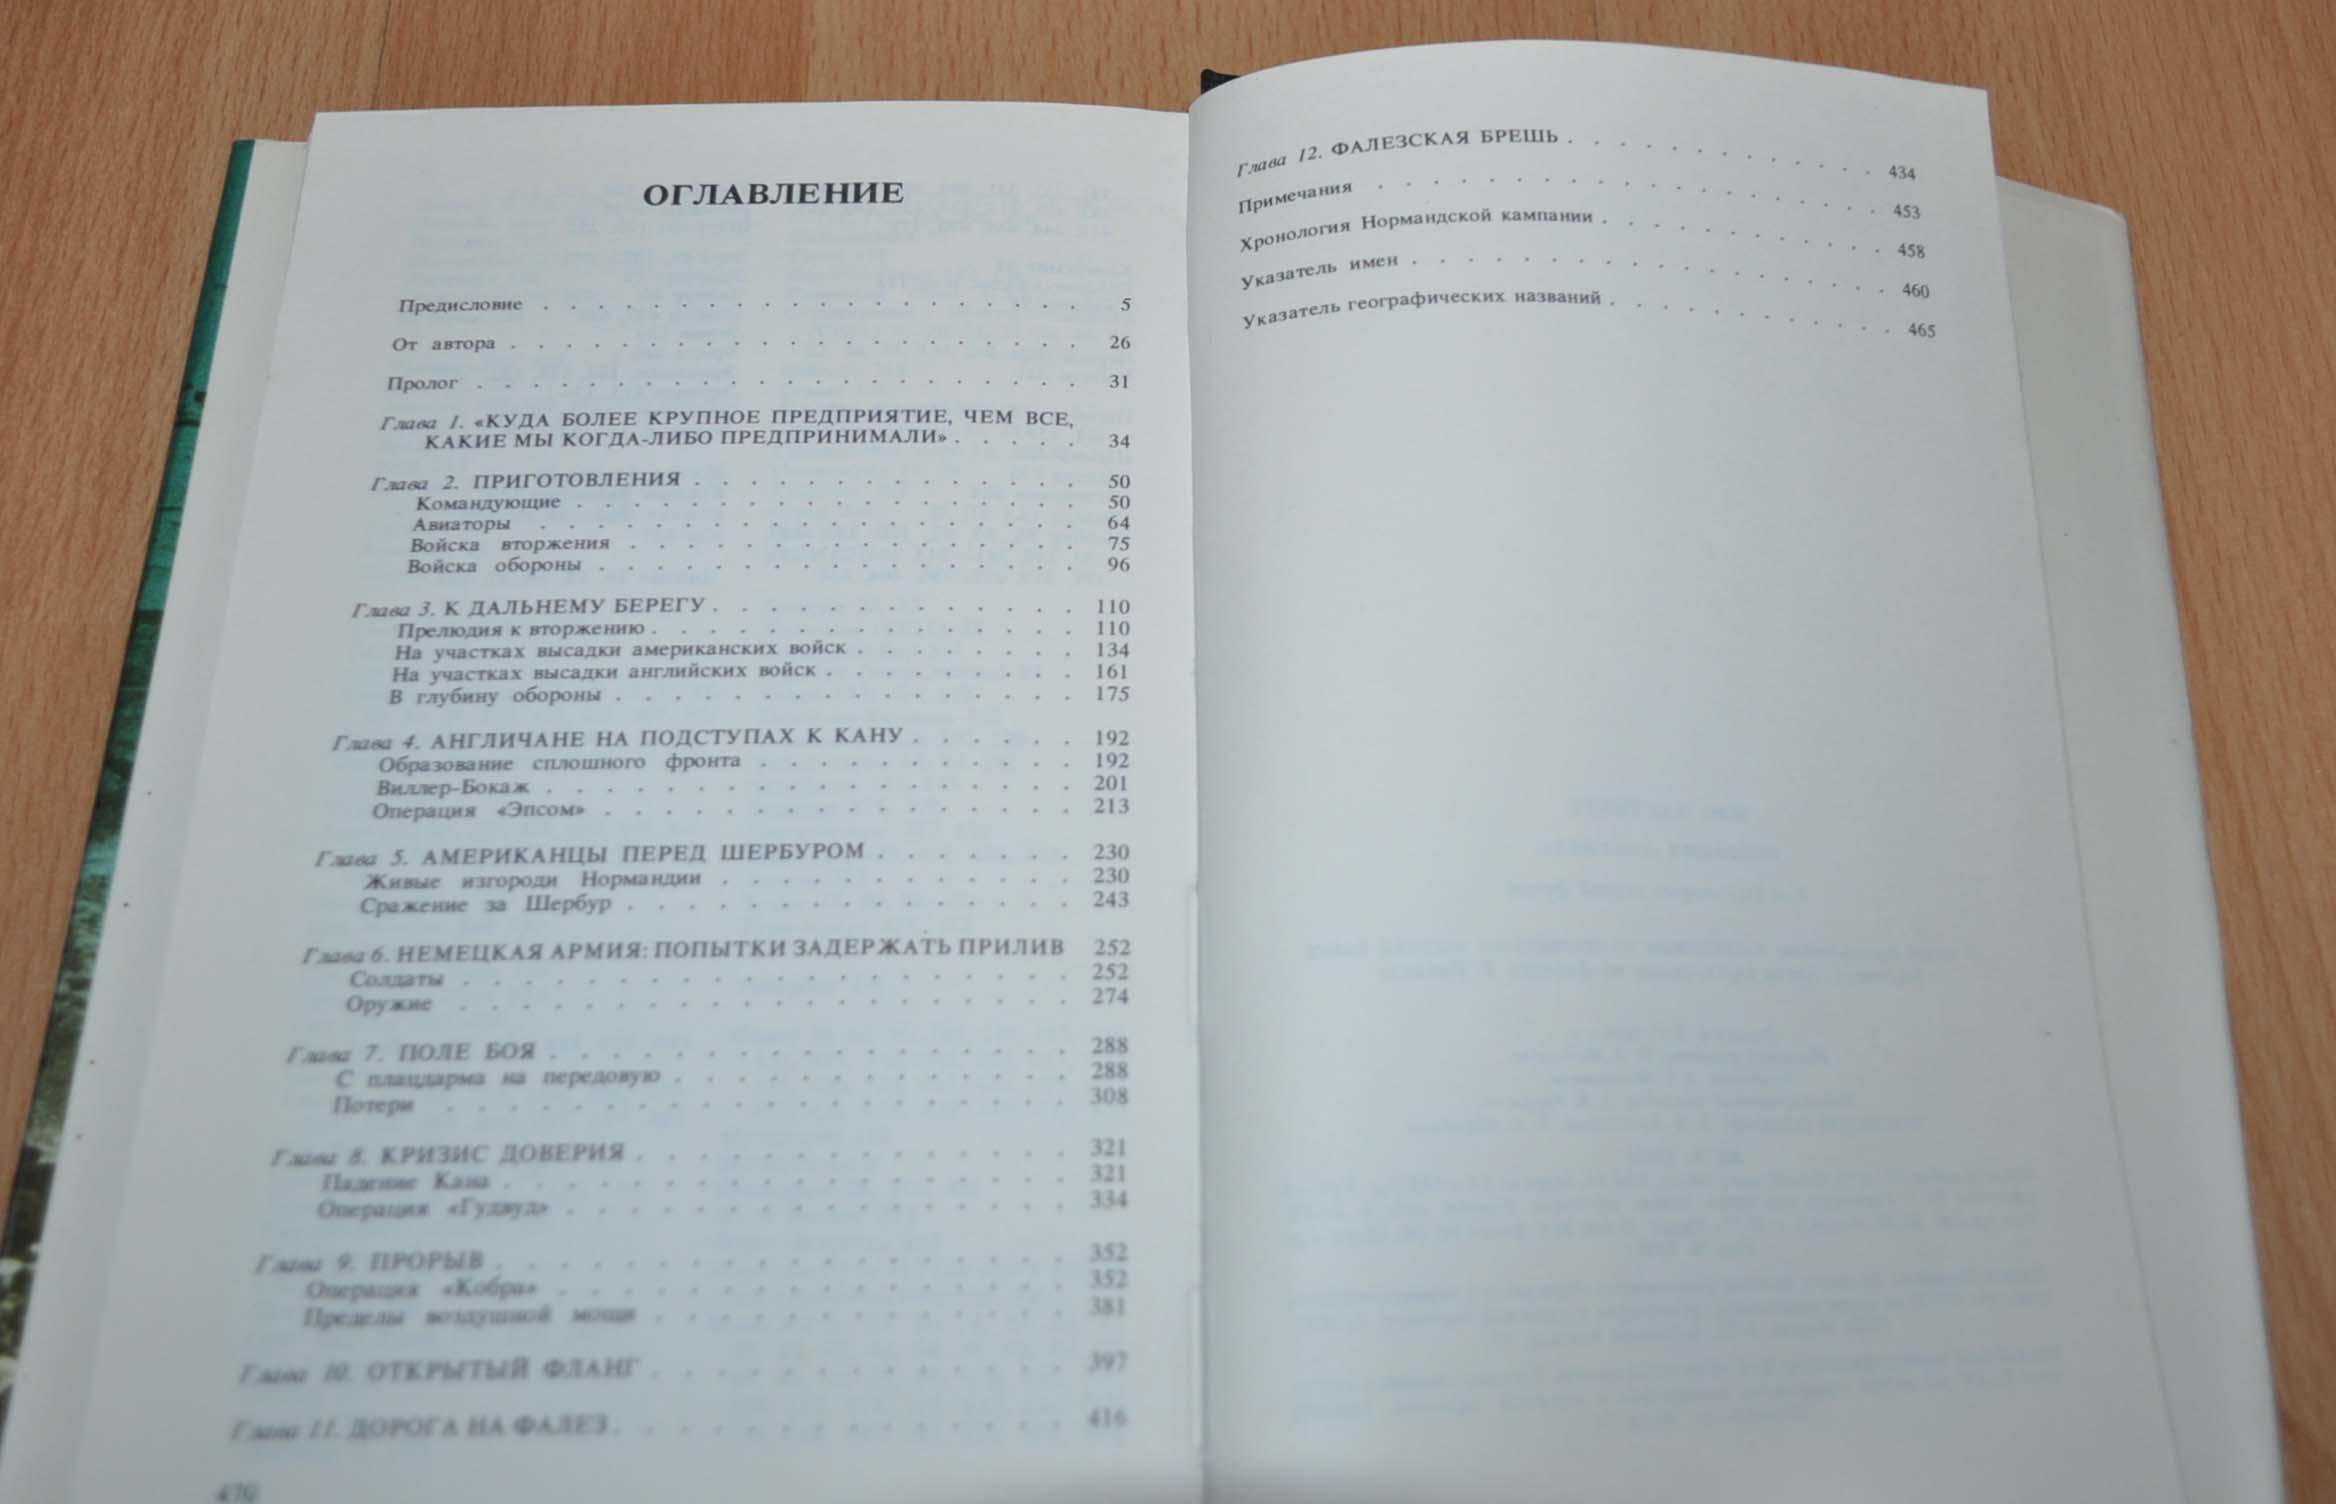 ОГЛАВЛЕНИЕ
Предисловие . . . . . . . . . . . . . . . . . . . . 5
От автора . . . . . . . . . . . . . . . . . . . . . 26
Пролог . . . . . . . . . . . . . . . . . . . . . . 31
Глава 1. «КУДА БОЛЕЕ КРУПНОЕ ПРЕДПРИЯТИЕ, ЧЕМ ВСЕ,
КАКИЕ МЫ КОГДА-ЛИБО ПРЕДПРИНИМАЛИ» . . . . . 34
Глава 2. ПРИГОТОВЛЕНИЯ . . . . . . . . . . . . . . 50
Командующие . . . . . . . . . . . . . . . . . . 50
Авиаторы . . . . . . . . . . . . . . . . . . . 64
Войска вторжения . . . . . . . . . . . . . . . . 75
Войска обороны . . . . . . . . . . . . . . . . . 96
Глава 3. К ДАЛЬНЕМУ БЕРЕГУ . . . . . . . . . . . . . 110
Прелюдия к вторжению . . . . . . . . . . . . . . 110
На участках высадки американских войск . . . . . . . . 134
На участках высадки английских войск . . . . . . . . . 161
В глубину обороны . . . . . . . . . . . . . . . . 175
Глава 4. АНГЛИЧАНЕ НА ПОДСТУПАХ К КАНУ . . . . . . 192
Образование сплошного фронта . . . . . . . . . . . 192
Виллер-Бокаж . . . . . . . . . . . . . . . . . . 201
Операция «Эпсом» . . . . . . . . . . . . . . . . 213
Глава 5. АМЕРИКАНЦЫ ПЕРЕД ШЕРБУРОМ . . . . . . . 230
Живые изгороди Нормандии . . . . . . . . . . . . 230
Сражение за Шербур . . . . . . . . . . . . . . . 243
Глава 6. НЕМЕЦКАЯ АРМИЯ: ПОПЫТКИ ЗАДЕРЖАТЬ ПРИЛИВ 252
Солдаты . . . . . . . . . . . . . . . . . . . . 252
Оружие . . . . . . . . . . . . . . . . . . . . 274
Глава 7. ПОЛЕ БОЯ . . . . . . . . . . . . . . . . . 288
С плацдарма на передовую . . . . . . . . . . . . . 288
Потери . . . . . . . . . . . . . . . . . . . . 308
Глава 8. КРИЗИС ДОВЕРИЯ . . . . . . . . . . . . . . 321
Падение Кана . . . . . . . . . . . . . . . . . . 321
Операция «Гудвуд» . . . . . . . . . . . . . . . . 334
Глава 9. ПРОРЫВ . . . . . . . . . . . . . . . . . . 352
Операция «Кобра» . . . . . . . . . . . . . . . . 352
Пределы воздушной мощи . . . . . . . . . . . . . 381
Глава 10. ОТКРЫТЫЙ ФЛАНГ . . . . . . . . . . . . . 397
Глава 11. ДОРОГА НА ФАЛЕЗ . . . . . . . . . . . . . 416
470
Глава 12. ФАЛЕЗСКАЯ БРЕШЬ . . . . . . . . . . . . . 434
Примечания . . . . . . . . . . . . . . . . . . . 453
Хронология Нормандской кампании . . . . . . . . . . . 458
Указатель имен . . . . . . . . . . . . . . . . . . 460
Указатель географических названий . . . . . . . . . . . 465